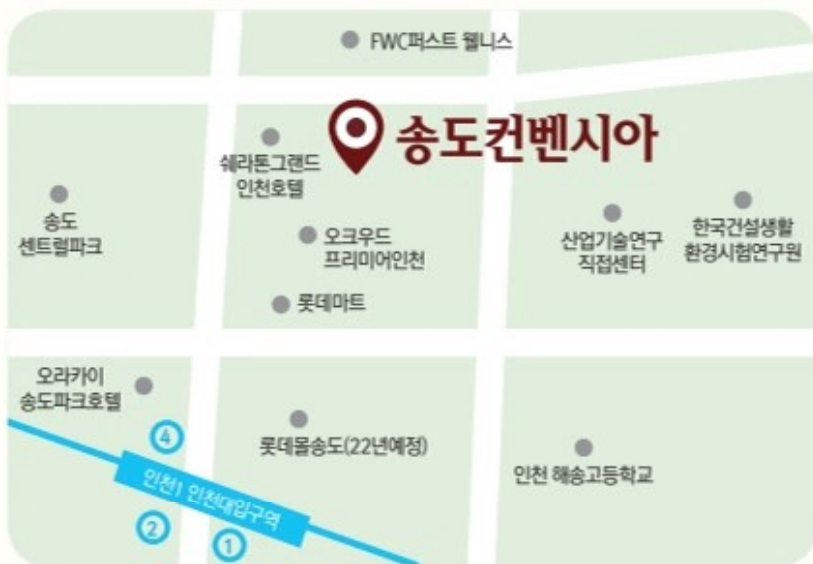 FWC퍼스트 웰니스
송도컨벤시아
쉐라톤그랜드
인천호텔
송도
센트럴파크
오크우드
프리미어인천
산업기술연구
직접센터
한국건설생활
환경시험연구원
롯데마트
오라카이
송도파크호텔
4
롯데몰송도(22년예정)
인천 해송고등학교
인천1 인천대입구역
2
1